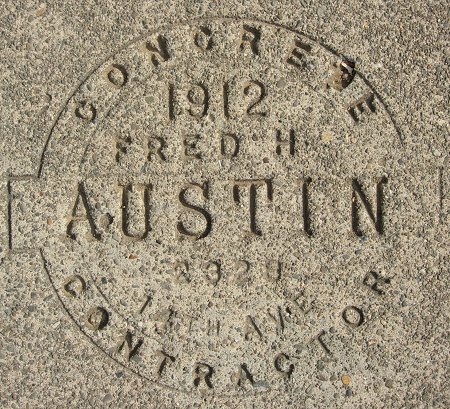 CONCRETE
1912
FRED H
AUSTIN
AVE
CONTRACTOR